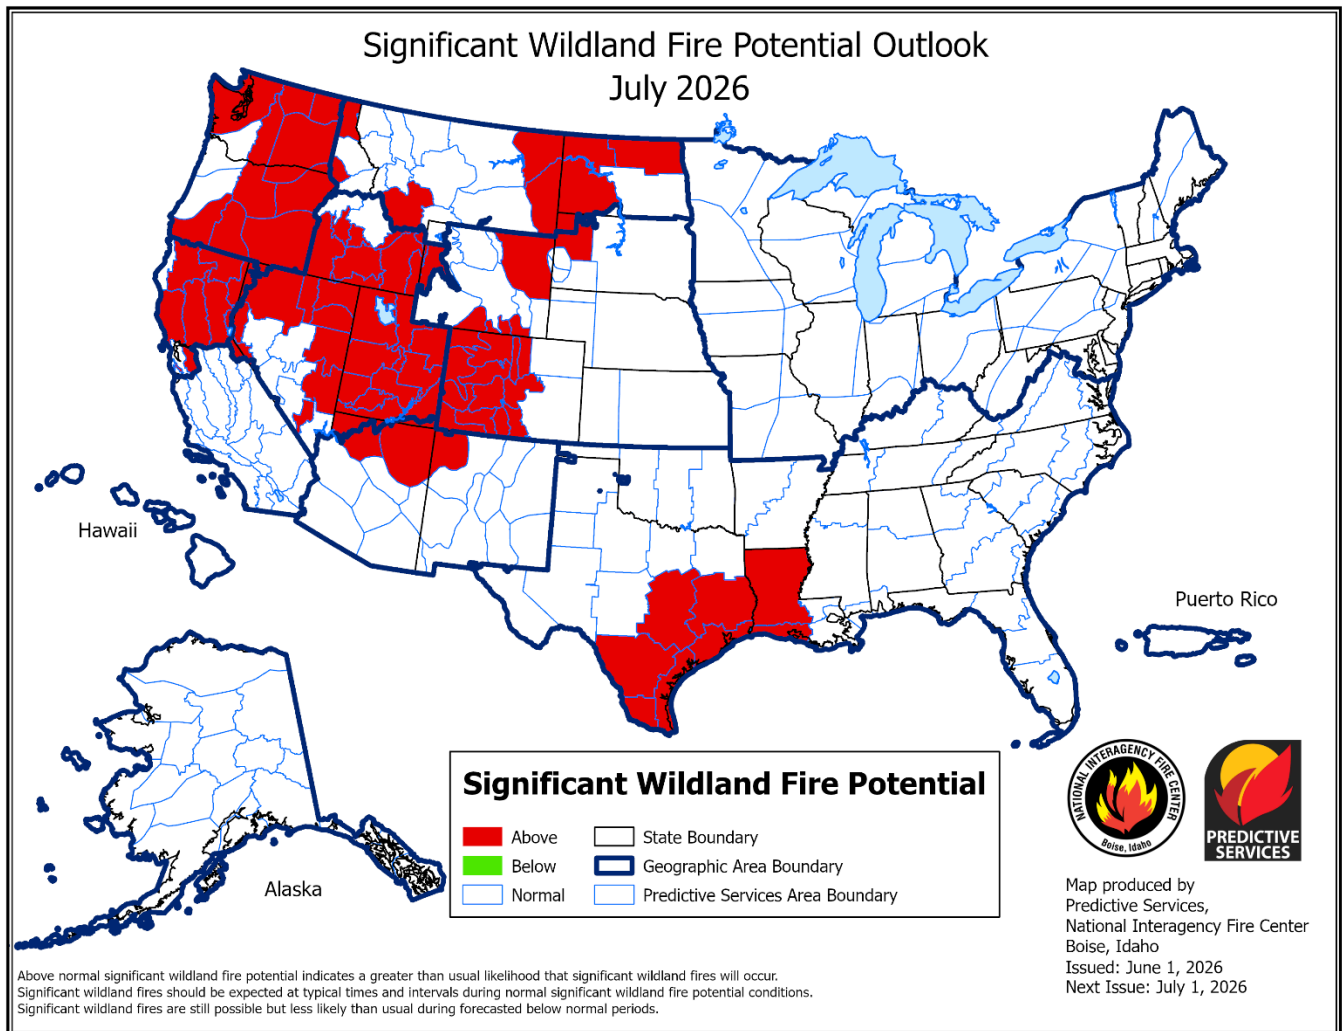 Significant Wildland Fire Potential Outlook
July 2026
Hawaii
Puerto Rico
Alaska
Significant Wildland Fire Potential
Above
State Boundary
Below
Geographic Area Boundary
Normal
Predictive Services Area Boundary
NATIONAL INTERAGENCY FIRE CENTER
Boise, Idaho
PREDICTIVE
SERVICES
Map produced by
Predictive Services,
National Interagency Fire Center
Boise, Idaho
Issued: June 1, 2026
Next Issue: July 1, 2026
Above normal significant wildland fire potential indicates a greater than usual likelihood that significant wildland fires will occur.
Significant wildland fires should be expected at typical times and intervals during normal significant wildland fire potential conditions.
Significant wildland fires are still possible but less likely than usual during forecasted below normal periods.